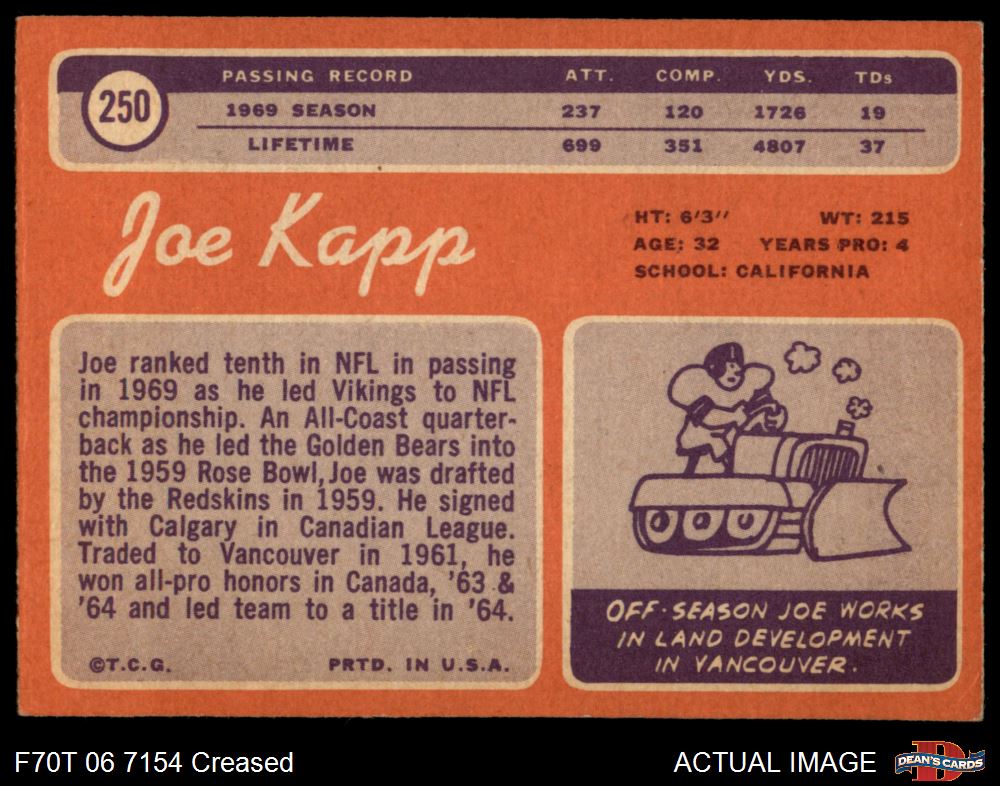 250
PASSING RECORD ATT. COMP. YDS. TDs
1969 SEASON 237 120 1726 19
LIFETIME 699 351 4807 37
Joe Kapp
HT: 6'3" WT: 215
AGE: 32 YEARS PRO: 4
SCHOOL: CALIFORNIA
Joe ranked tenth in NFL in passing
in 1969 as he led Vikings to NFL
championship. An All-Coast quarter-
back as he led the Golden Bears into
the 1959 Rose Bowl, Joe was drafted
by the Redskins in 1959. He signed
with Calgary in Canadian League.
Traded to Vancouver in 1961, he
won all-pro honors in Canada, '63 &
'64 and led team to a title in '64.
©T.C.G. PRTD. IN U.S.A.
OFF-SEASON JOE WORKS
IN LAND DEVELOPMENT
IN VANCOUVER.
F70T 06 7154 Creased
ACTUAL IMAGE
D
DEAN'S CARDS